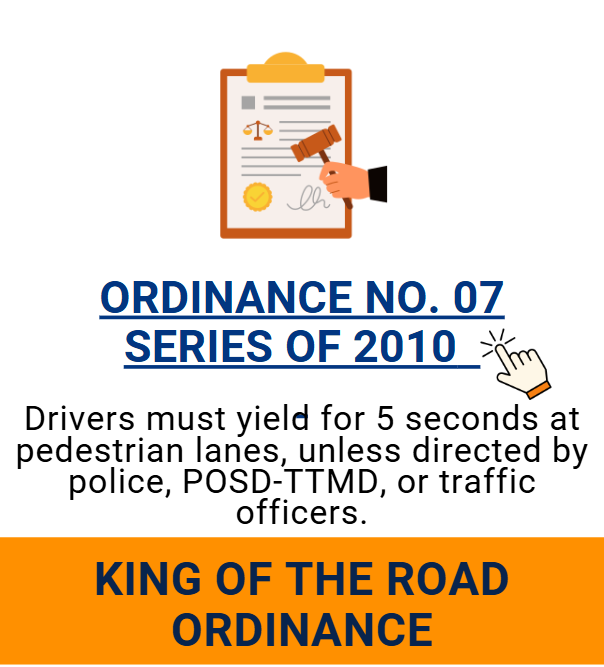 ORDINANCE NO. 07
SERIES OF 2010
Drivers must yield for 5 seconds at
pedestrian lanes, unless directed by
police, POSD-TTMD, or traffic
officers.
KING OF THE ROAD
ORDINANCE